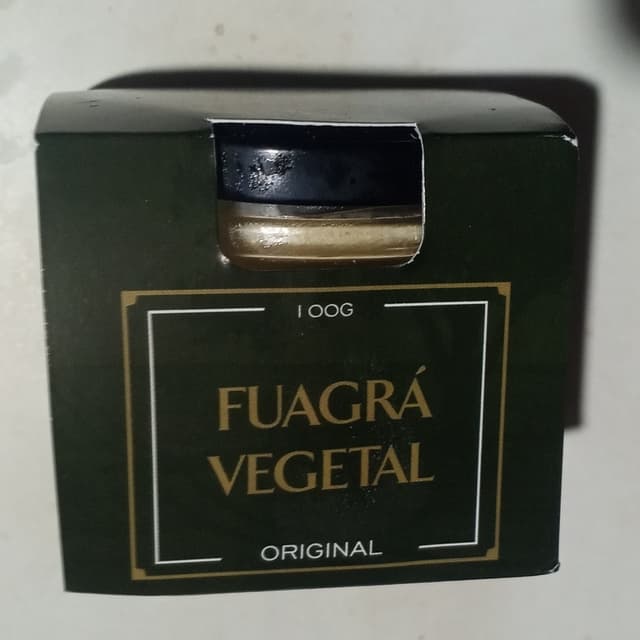 100G
FUAGRÁ
VEGETAL
ORIGINAL